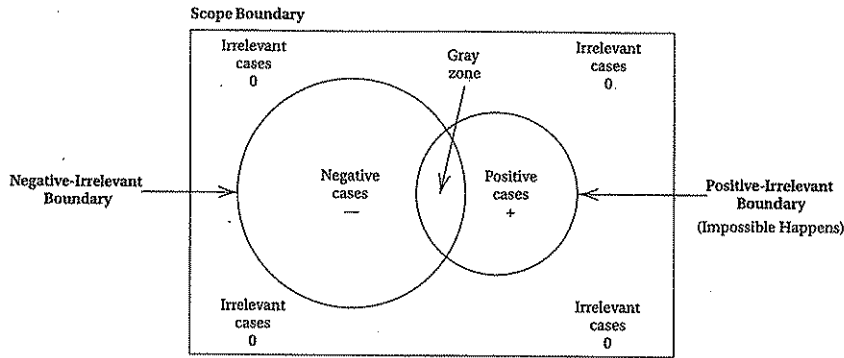 Scope Boundary
Irrelevant
cases
0
Gray
zone
Irrelevant
cases
0
Negative-Irrelevant
Boundary
Negative
cases
—
Positive
cases
+
Positive-Irrelevant
Boundary
(Impossible Happens)
Irrelevant
cases
0
Irrelevant
cases
0